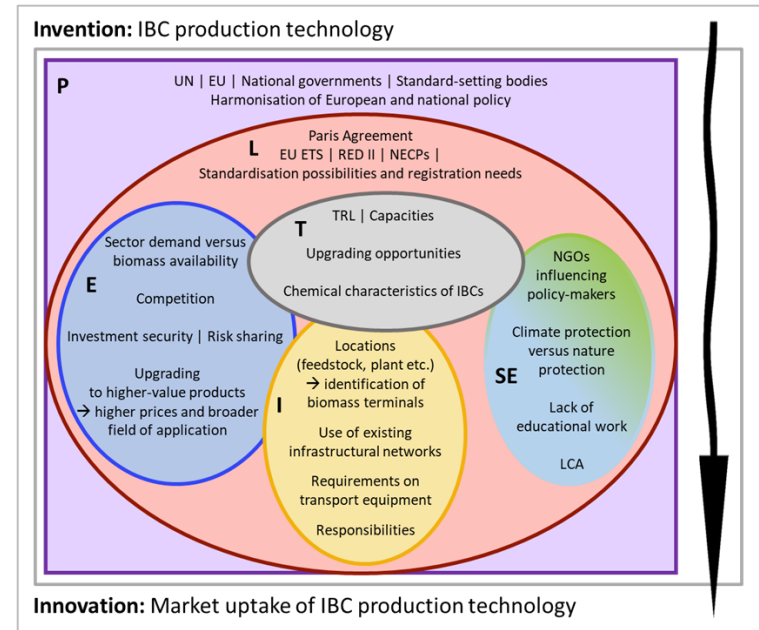 Invention: IBC production technology
P
UN | EU | National governments | Standard-setting bodies
Harmonisation of European and national policy
L
Paris Agreement
EU ETS | RED II | NECPs |
Standardisation possibilities and registration needs
T
TRL | Capacities
Upgrading opportunities
Chemical characteristics of IBCs
E
Sector demand versus
biomass availability
Competition
Investment security | Risk sharing
Upgrading
to higher-value products
→ higher prices and broader
field of application
I
Locations
(feedstock, plant etc.)
→ identification of
biomass terminals
Use of existing
infrastructural networks
Requirements on
transport equipment
Responsibilities
SE
NGOs
influencing
policy-makers
Climate protection
versus nature
protection
Lack of
educational work
LCA
Innovation: Market uptake of IBC production technology